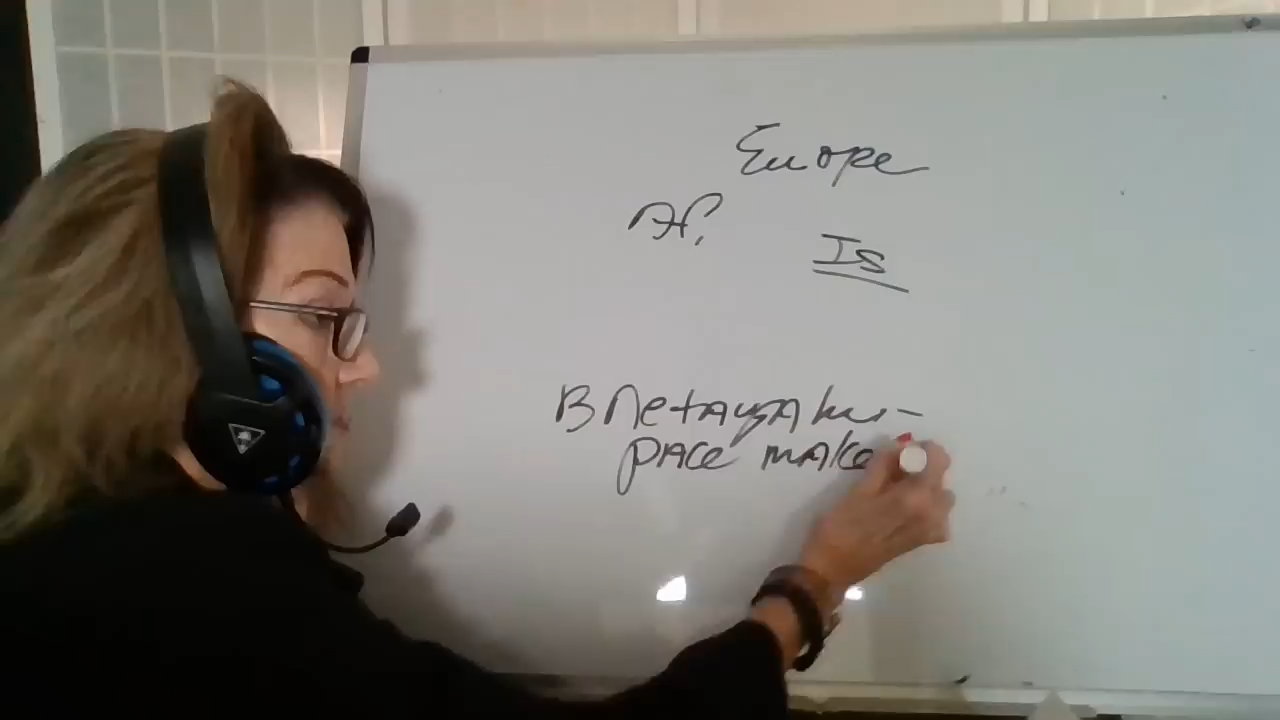 Europe
Af.
Is
B Netanyahu -
pace make